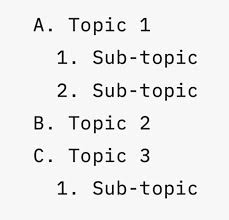 A. Topic 1
1. Sub-topic
2. Sub-topic
B. Topic 2
C. Topic 3
1. Sub-topic